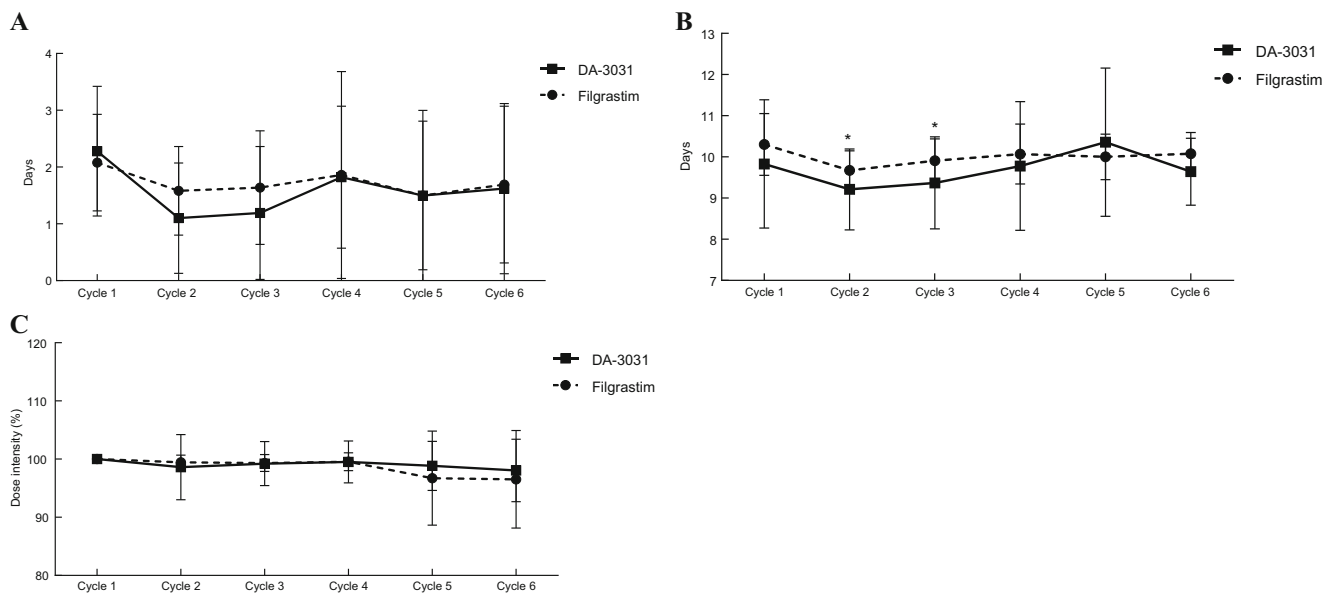 A
4
3
2
1
0
Days
Cycle 1 Cycle 2 Cycle 3 Cycle 4 Cycle 5 Cycle 6
DA-3031
Filgrastim
B
13
12
11
10
9
8
7
Days
* *
Cycle 1 Cycle 2 Cycle 3 Cycle 4 Cycle 5 Cycle 6
DA-3031
Filgrastim
C
120
110
100
90
80
Dose intensity (%)
Cycle 1 Cycle 2 Cycle 3 Cycle 4 Cycle 5 Cycle 6
DA-3031
Filgrastim